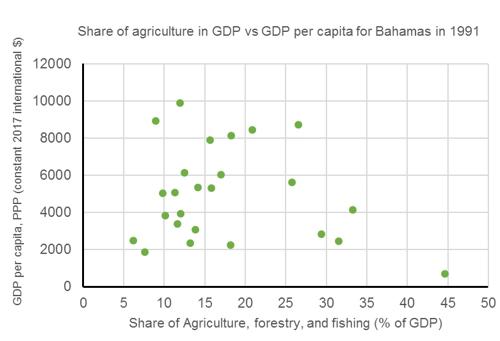 Share of agriculture in GDP vs GDP per capita for Bahamas in 1991
GDP per capita, PPP (constant 2017 international $)
12000
10000
8000
6000
4000
2000
0
0 5 10 15 20 25 30 35 40 45 50
Share of Agriculture, forestry, and fishing (% of GDP)